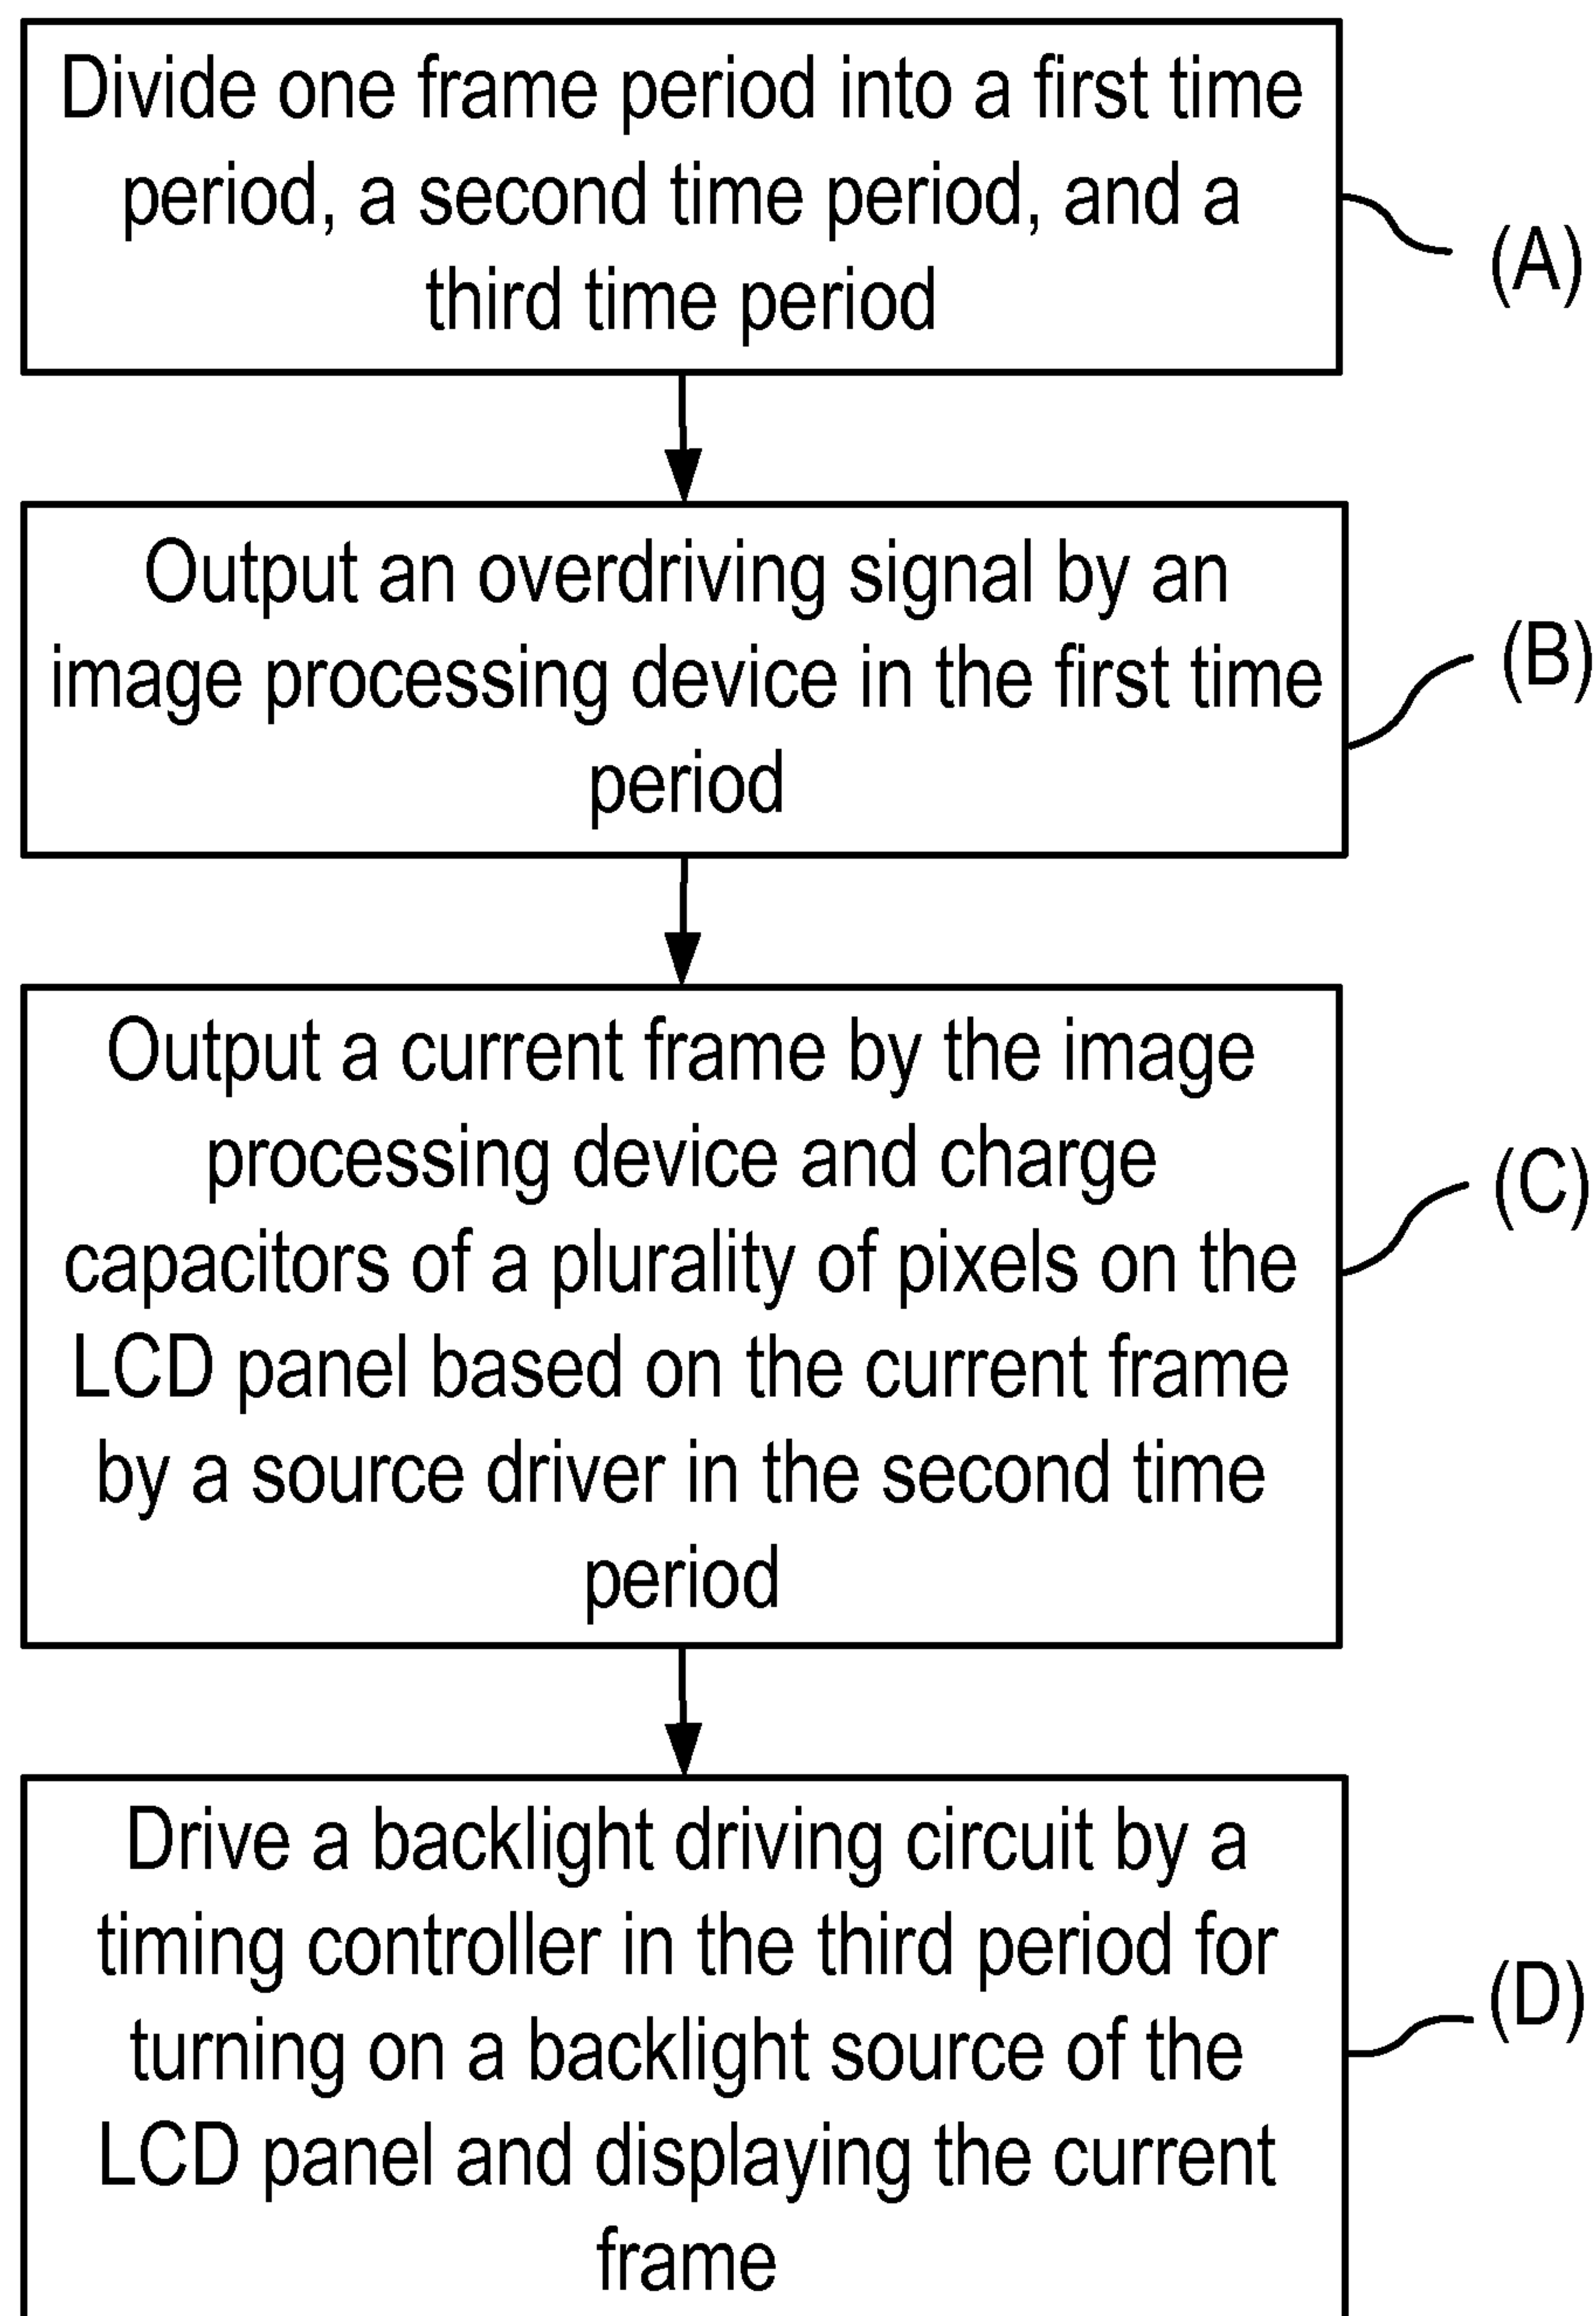 Divide one frame period into a first time
period, a second time period, and a
third time period
(A)
Output an overdriving signal by an
image processing device in the first time
period
(B)
Output a current frame by the image
processing device and charge
capacitors of a plurality of pixels on the
LCD panel based on the current frame
by a source driver in the second time
period
(C)
Drive a backlight driving circuit by a
timing controller in the third period for
turning on a backlight source of the
LCD panel and displaying the current
frame
(D)